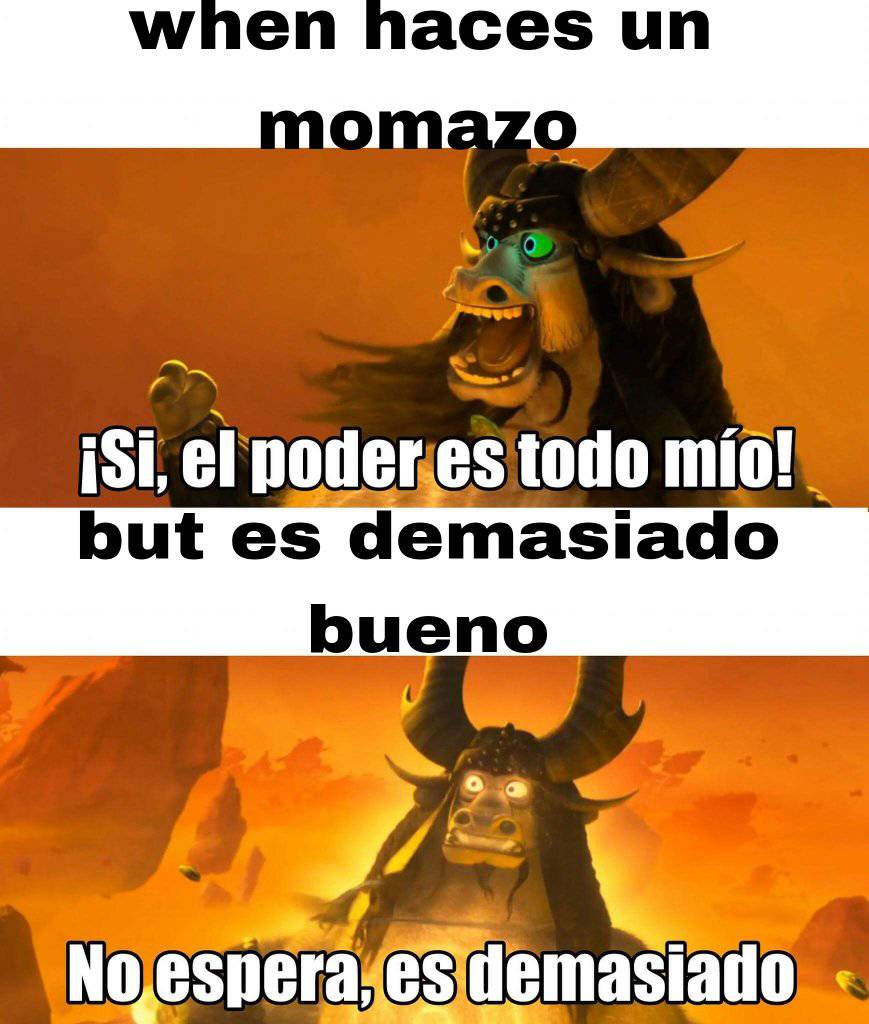 when haces un
momazo
¡Si, el poder es todo mío!
but es demasiado
bueno
No espera, es demasiado